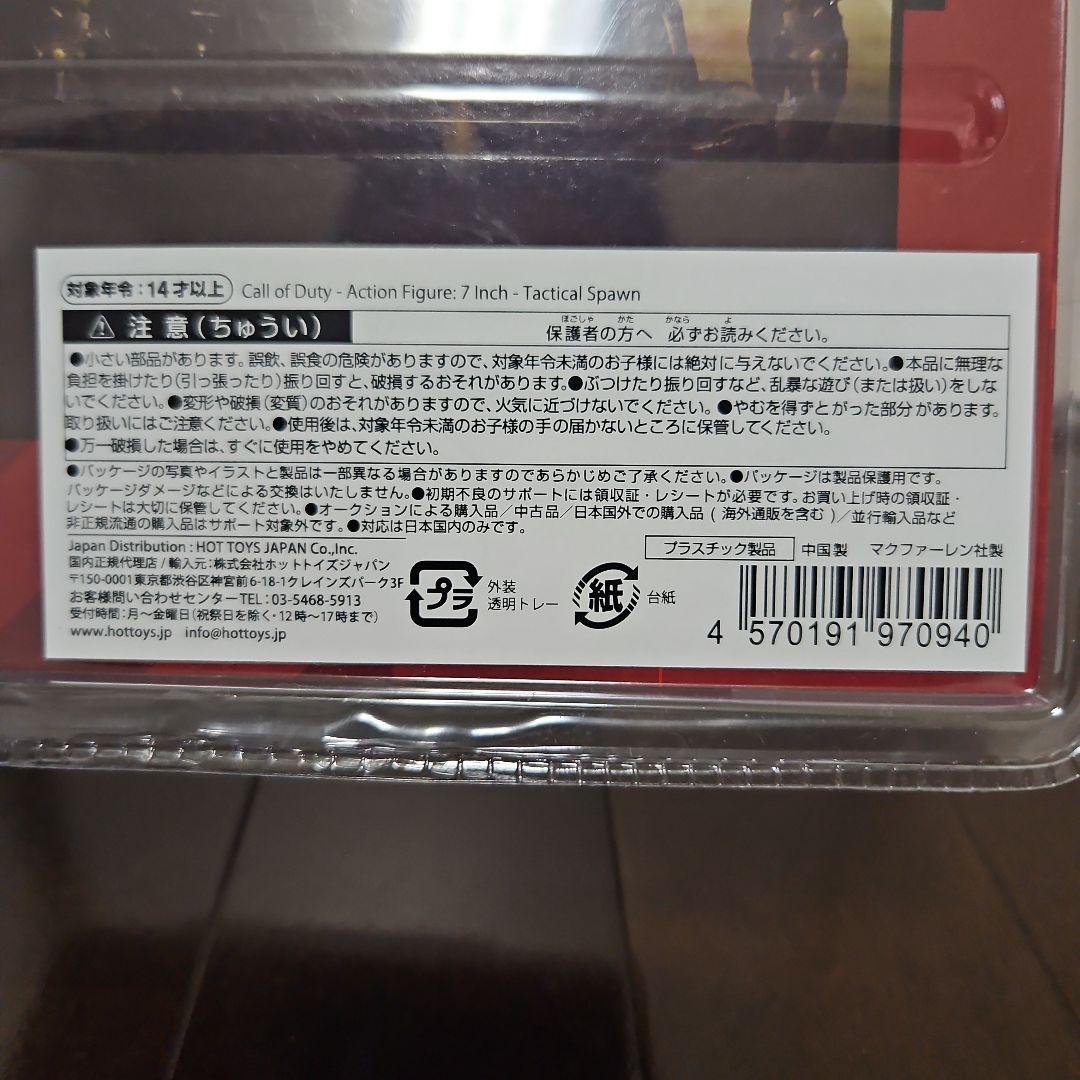 対象年令:14才以上 Call of Duty - Action Figure: 7 Inch - Tactical Spawn
注意(ちゅうい) 保護者の方へ 必ずお読みください。
ほごしゃ かた かなら よ
●小さい部品があります。誤飲、誤食の危険がありますので、対象年令未満のお子様には絶対に与えないでください。●本品に無理な
負担を掛けたり(引っ張ったり)振り回すと、破損するおそれがあります。●ぶつけたり振り回すなど、乱暴な遊び(または扱い)をしな
いでください。●変形や破損(変質)のおそれがありますので、火気に近づけないでください。●やむを得ずとがった部分があります。
取り扱いにはご注意ください。●使用後は、対象年令未満のお子様の手の届かないところに保管してください。
●万一破損した場合は、すぐに使用をやめてください。
●パッケージの写真やイラストと製品は一部異なる場合がありますのであらかじめご了承ください。●パッケージは製品保護用です。
パッケージダメージなどによる交換はいたしません。●初期不良のサポートには領収証・レシートが必要です。お買い上げ時の領収証・
レシートは大切に保管してください。●オークションによる購入品/中古品/日本国外での購入品(海外通販を含む)/並行輸入品など
非正規流通の購入品はサポート対象外です。●対応は日本国内のみです。
Japan Distribution : HOT TOYS JAPAN Co.,Inc.
国内正規代理店/輸入元:株式会社ホットトイズジャパン
〒150-0001東京都渋谷区神宮前6-18-1クレインズパーク3F
お客様問い合わせセンターTEL:03-5468-5913
受付時間:月～金曜日(祝祭日を除く・12時～17時まで)
www.hottoys.jp info@hottoys.jp
プラ 外装
透明トレー
紙 台紙
プラスチック製品 中国製 マクファーレン社製
4 570191 970940